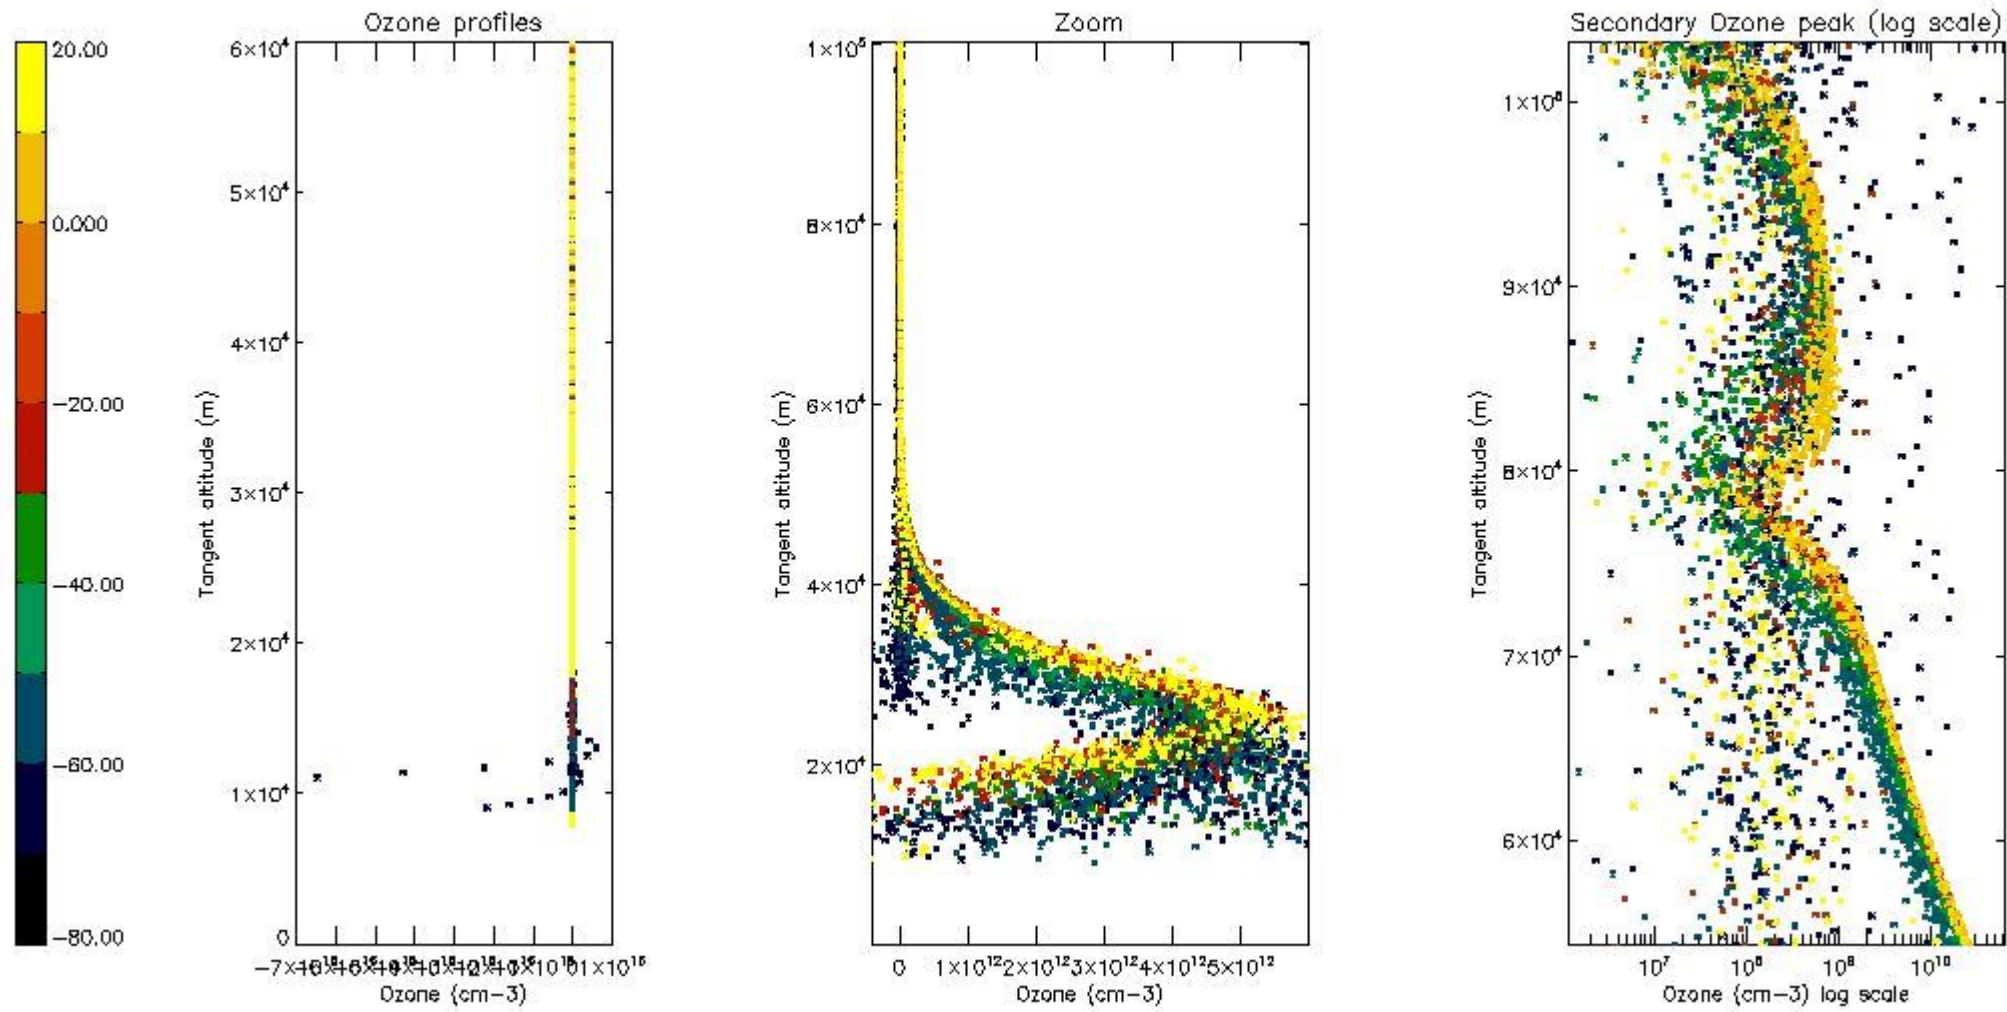 Ozone profiles
Zoom
Secondary Ozone peak (log scale)
20.00
0.000
−20.00
−40.00
−60.00
−80.00
6×10⁴
5×10⁴
4×10⁴
3×10⁴
2×10⁴
1×10⁴
0
Tangent altitude (m)
Ozone (cm−3)
1×10⁵
8×10⁴
6×10⁴
4×10⁴
2×10⁴
Tangent altitude (m)
0 1×10¹² 2×10¹² 3×10¹² 4×10¹² 5×10¹²
Ozone (cm−3)
1×10⁵
9×10⁴
8×10⁴
7×10⁴
6×10⁴
Tangent altitude (m)
10⁷ 10⁸ 10⁹ 10¹⁰
Ozone (cm−3) log scale